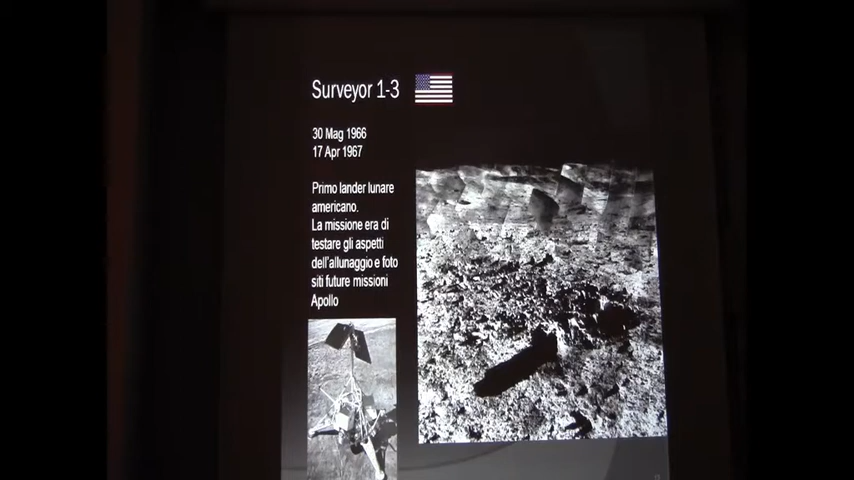 Surveyor 1-3
30 Mag 1966
17 Apr 1967
Primo lander lunare
americano.
La missione era di
testare gli aspetti
dell'allunaggio e foto
siti future missioni
Apollo